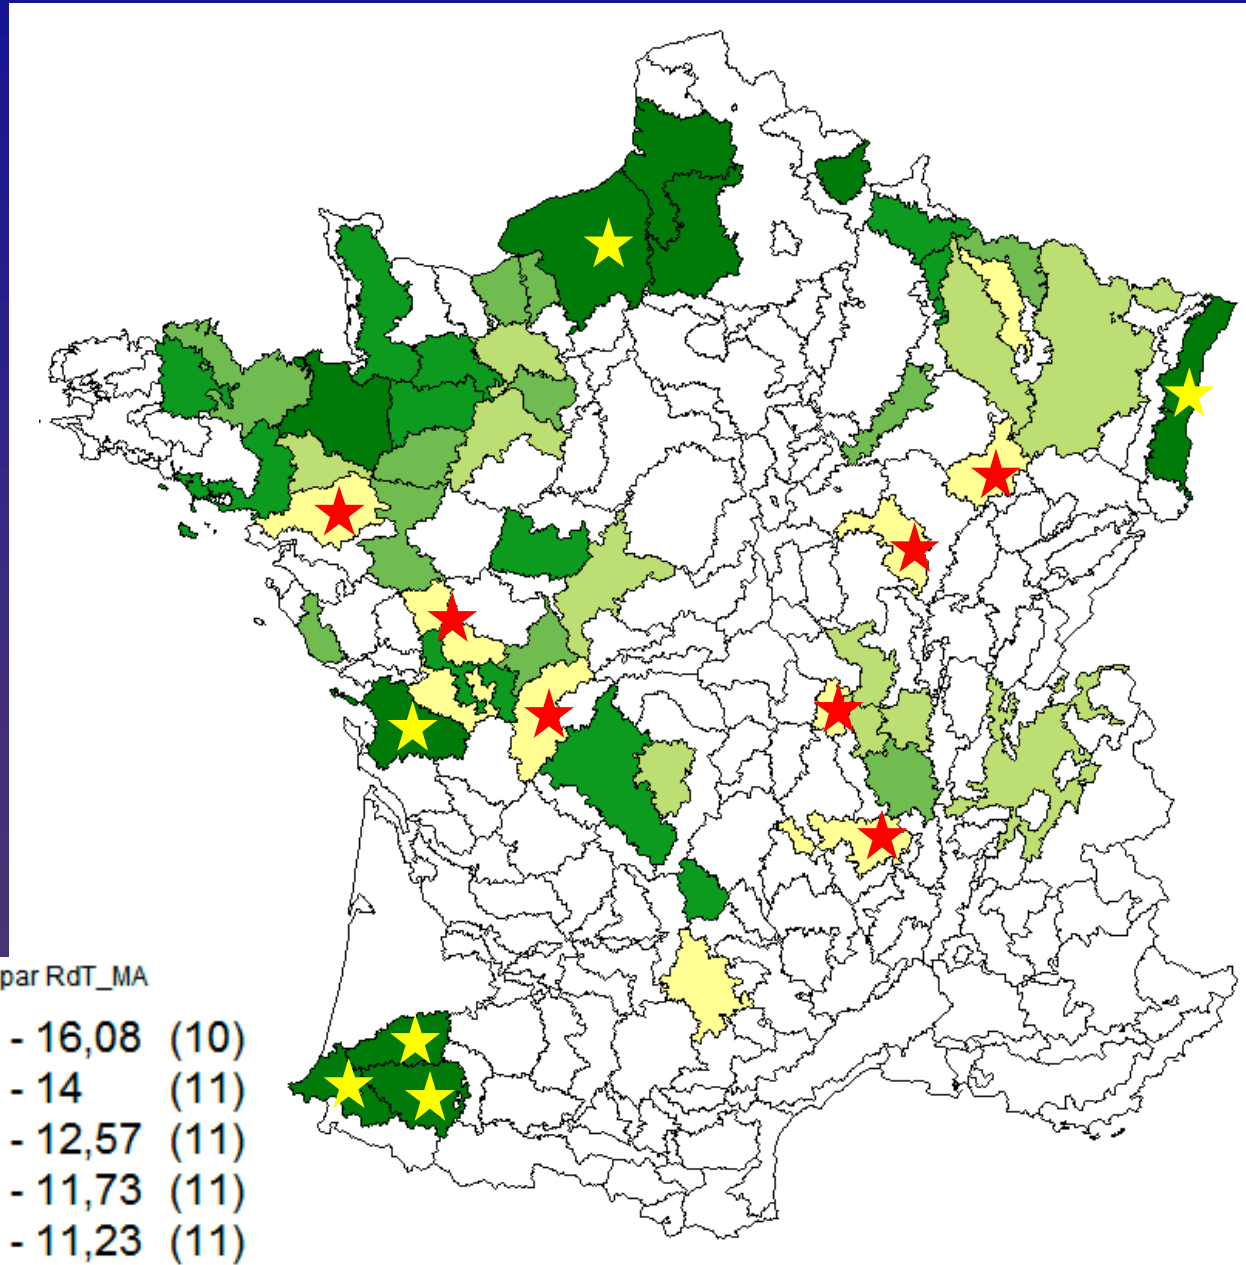 par RdT_MA
- 16,08 (10)
- 14 (11)
- 12,57 (11)
- 11,73 (11)
- 11,23 (11)